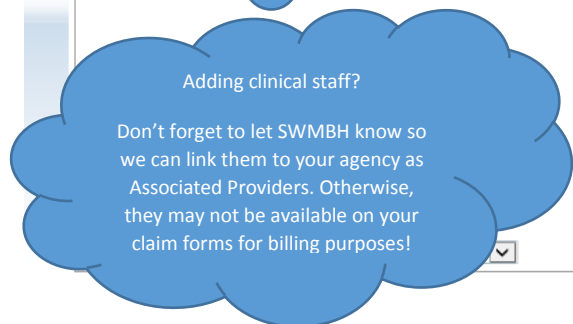 Adding clinical staff?
Don’t forget to let SWMBH know so
we can link them to your agency as
Associated Providers. Otherwise,
they may not be available on your
claim forms for billing purposes!